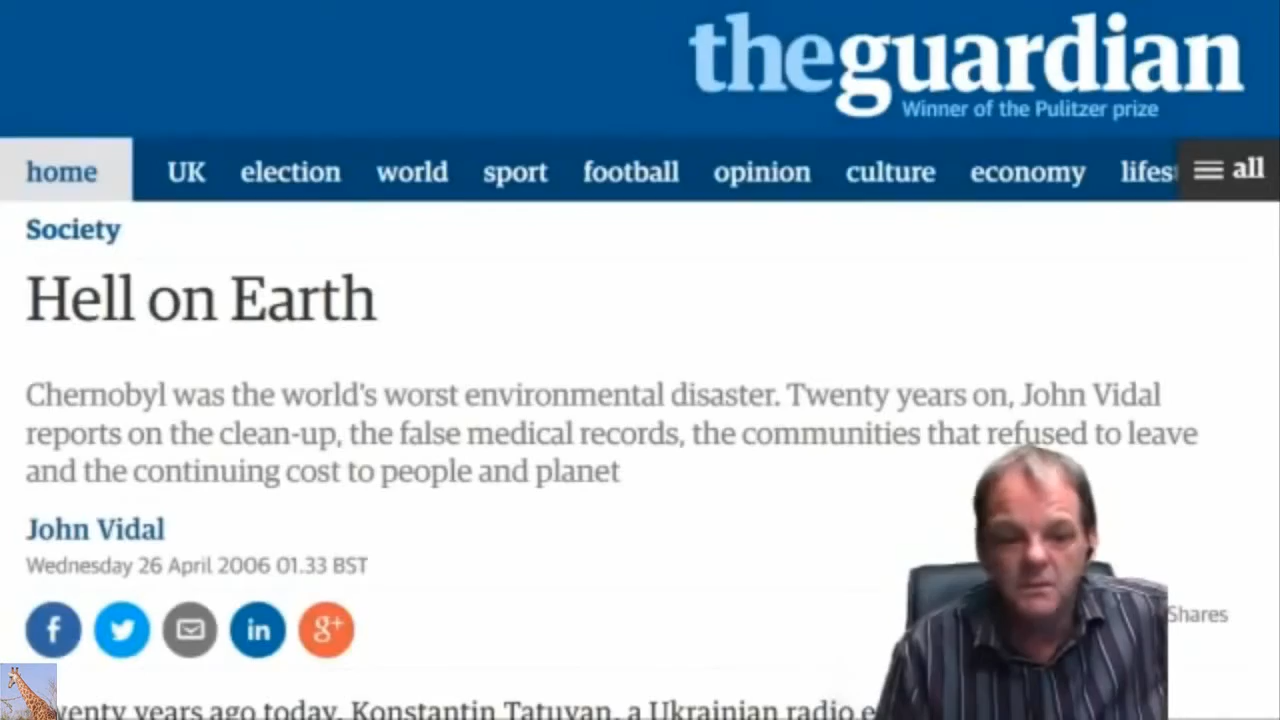 theguardian
Winner of the Pulitzer prize
home UK election world sport football opinion culture economy all
Society
Hell on Earth
Chernobyl was the world's worst environmental disaster. Twenty years on, John Vidal
reports on the clean-up, the false medical records, the communities that refused to leave
and the continuing cost to people and planet
John Vidal
Wednesday 26 April 2006 01.33 BST
f in g+
Shares
years ago today, Konstantin Tatuyan, a Ukrainian radio